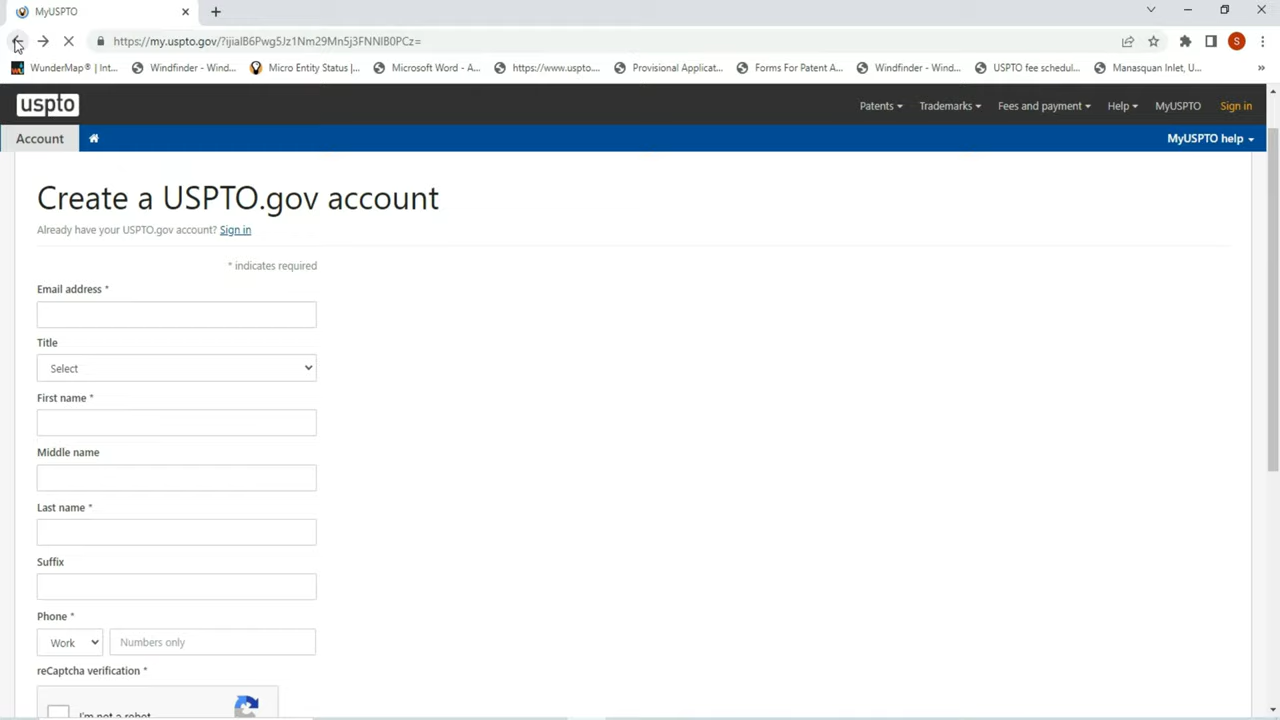 MyUSPTO
https://my.uspto.gov/?ijialB6Pwg5Jz1Nm29Mn5j3FNNlB0PCz=
S
WunderMap® | Int... Windfinder - Wind... Micro Entity Status |... Microsoft Word - A... https://www.uspto.... Provisional Applicat... Forms For Patent A... Windfinder - Wind... USPTO fee schedul... Manasquan Inlet, U... »
uspto Patents Trademarks Fees and payment Help MyUSPTO Sign in
Account MyUSPTO help
Create a USPTO.gov account
Already have your USPTO.gov account? Sign in
* indicates required
Email address *
Title
Select
First name *
Middle name
Last name *
Suffix
Phone *
Work Numbers only
reCaptcha verification *
I'm not a robot